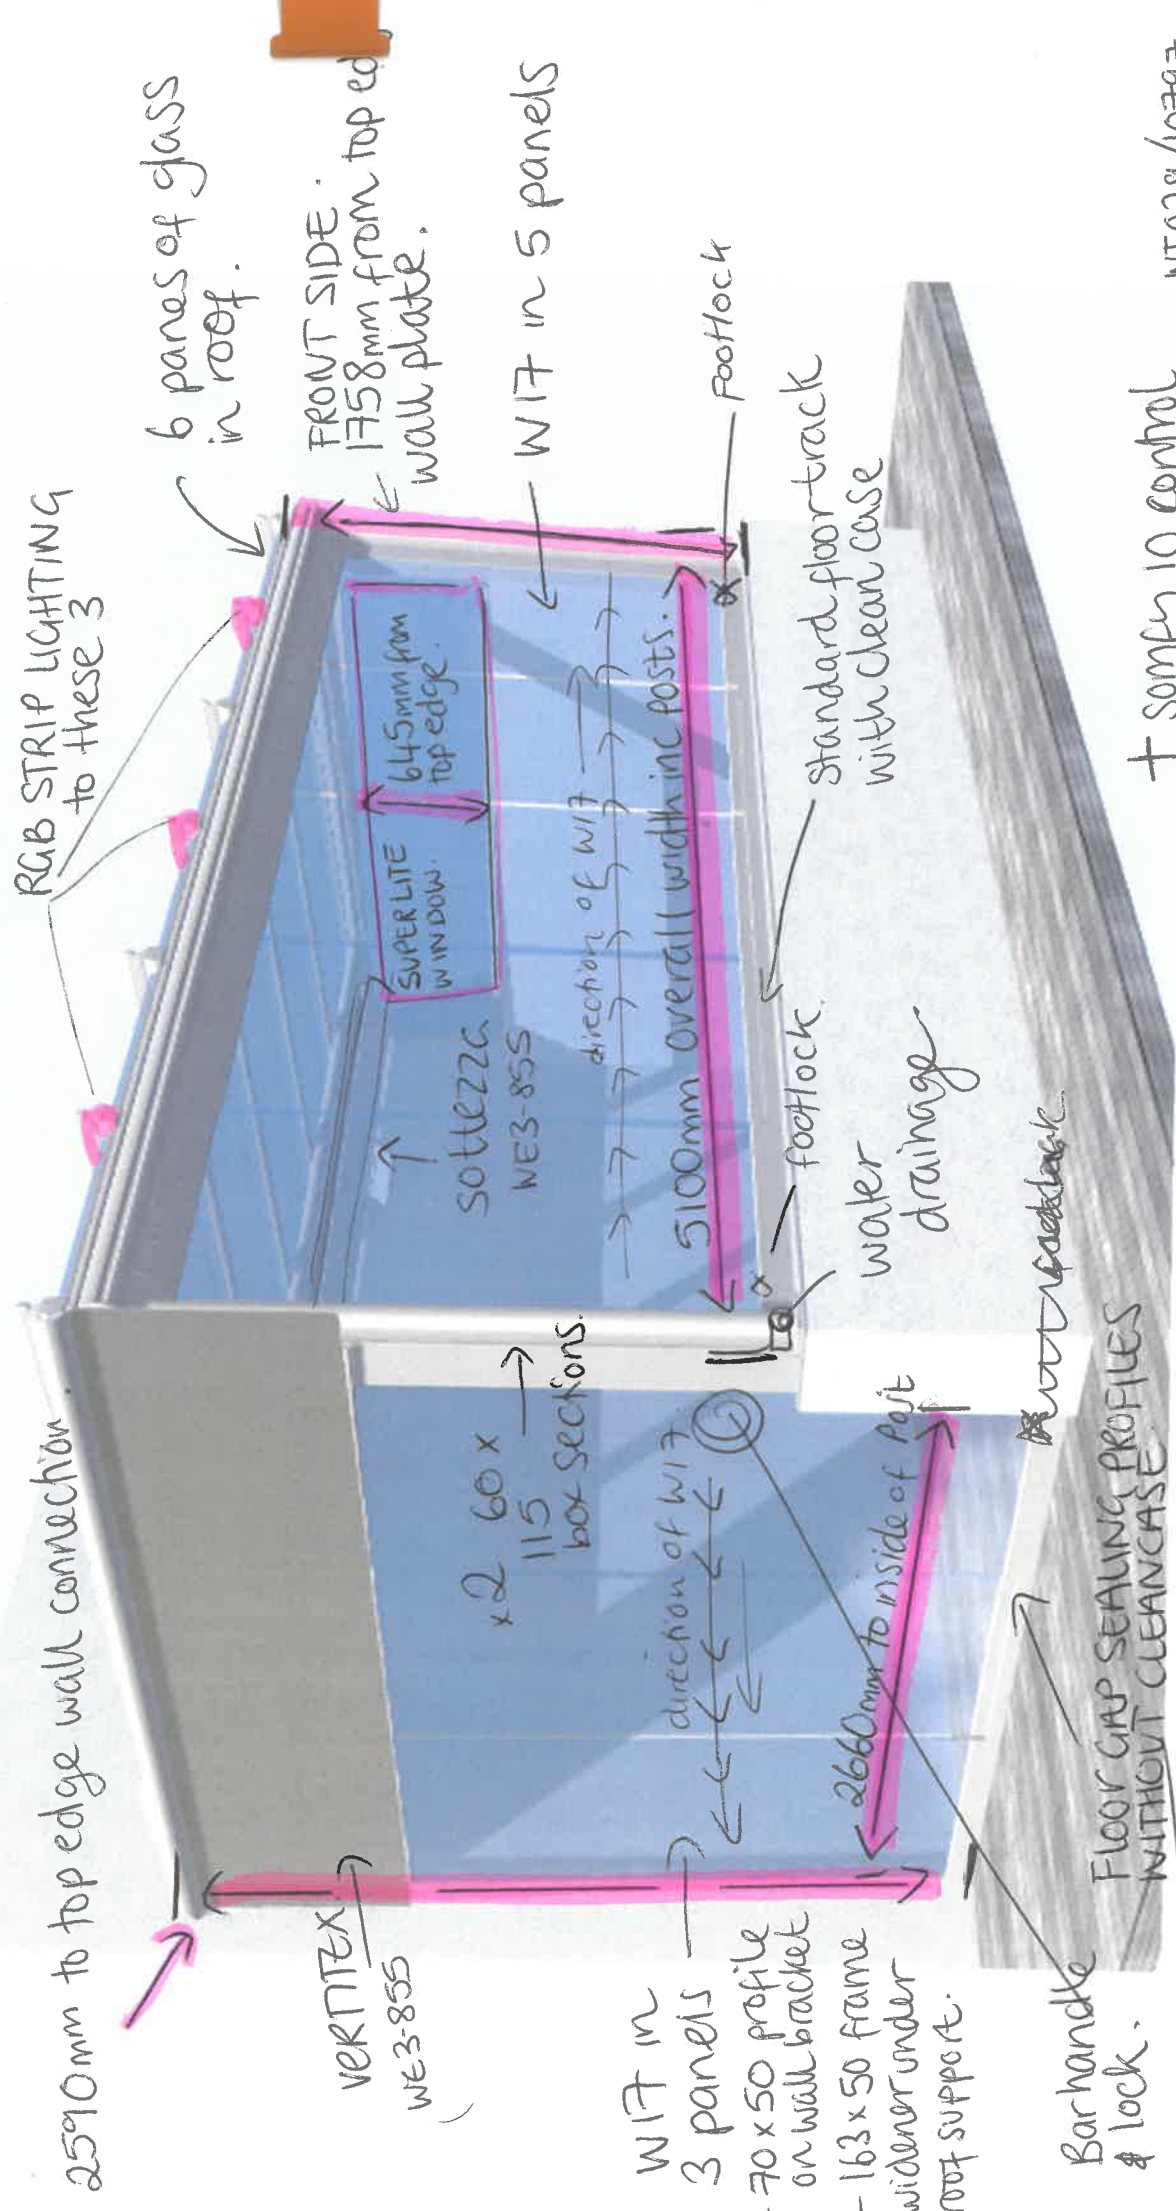 2590mm to top edge wall connection
RGB STRIP LIGHTING
to these 3
6 panes of glass
in roof.
FRONT SIDE.
1758mm from top ed
wall plate.
VERTITEX
WE3-855
SUPERLITE
WINDOW.
645mm from
top edge.
Sottezza
WE3-855
W17 in 5 panels
x2 60 x
115
box sections.
direction of W17
5100mm overall width inc posts.
Footlock
W17 in
3 panels
- 70 x 50 profile
on wall bracket
- 163 x 50 frame
widener under
roof support.
direction of W17
2660mm to inside of Post
footlock.
Standard floor track
with clean case
water
drainage
Barhandle
& lock.
FLOOR GAP SEALING PROFILES
WITHOUT CLEANCASE.
+ Somfy IO control